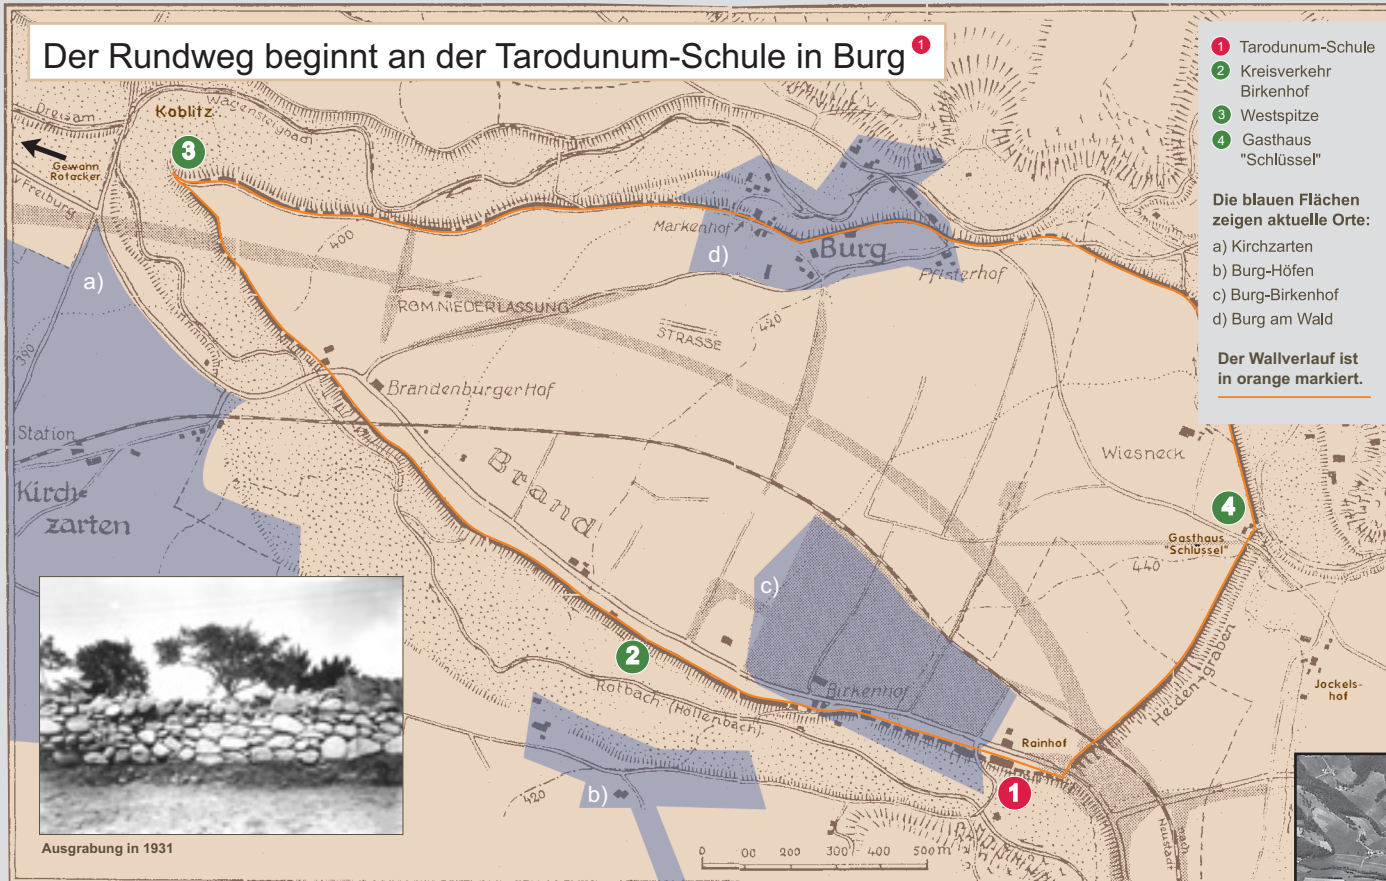 Der Rundweg beginnt an der Tarodunum-Schule in Burg 1
1 Tarodunum-Schule
2 Kreisverkehr
Birkenhof
3 Westspitze
4 Gasthaus
"Schlüssel"
Die blauen Flächen
zeigen aktuelle Orte:
a) Kirchzarten
b) Burg-Höfen
c) Burg-Birkenhof
d) Burg am Wald
Der Wallverlauf ist
in orange markiert.
Dreisam
Koblitz
Wagensteigbach
3
Gewann
Rotacker
Freiburg
400
Markenhof
d)
Burg
Pfisterhof
a)
RÖM. NIEDERLASSUNG
STRASSE
420
390
Brandenburger Hof
Station
Kirch-
zarten
Brand
Wiesneck
4
Gasthaus
"Schlüssel"
440
c)
2
Rotbach (Höllenbach)
Birkenhof
Heidengraben
Jockels-
hof
Rainhof
1
b)
420
nach
Neustadt
0 100 200 300 400 500 m
Ausgrabung in 1931